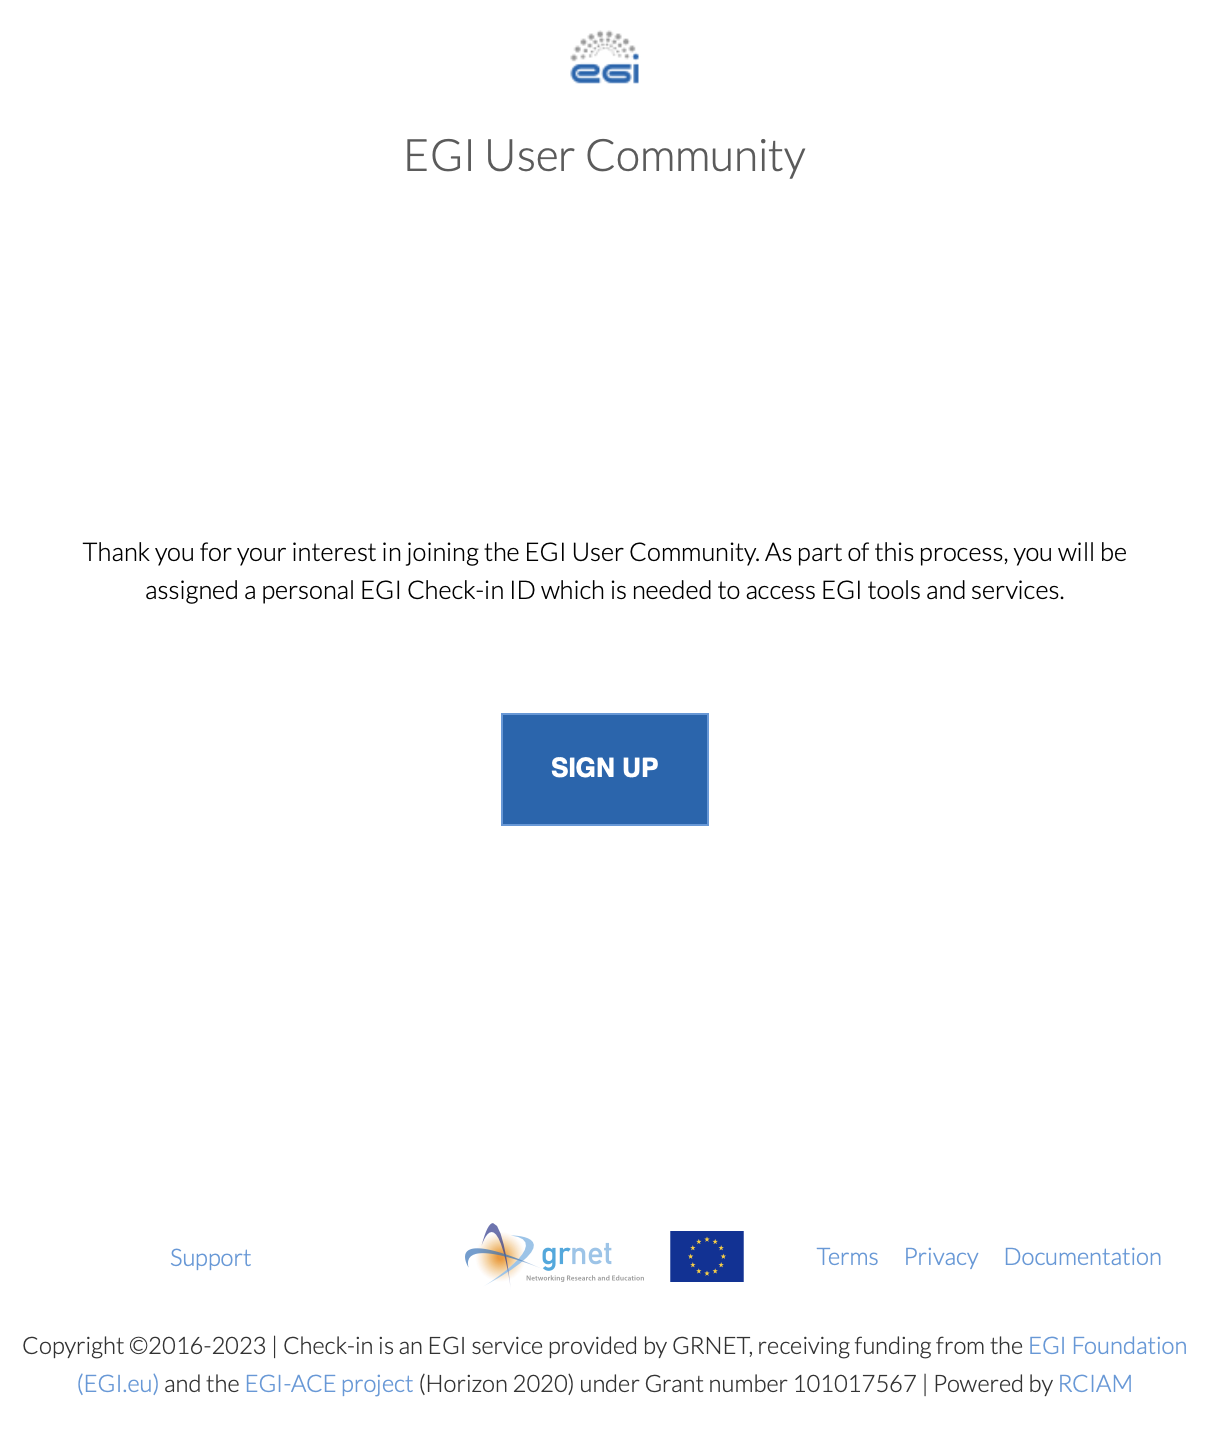 egi
EGI User Community
Thank you for your interest in joining the EGI User Community. As part of this process, you will be
assigned a personal EGI Check-in ID which is needed to access EGI tools and services.
SIGN UP
Support
grnet
Networking Research and Education
Terms Privacy Documentation
Copyright ©2016-2023 | Check-in is an EGI service provided by GRNET, receiving funding from the EGI Foundation
(EGI.eu) and the EGI-ACE project (Horizon 2020) under Grant number 101017567 | Powered by RCIAM